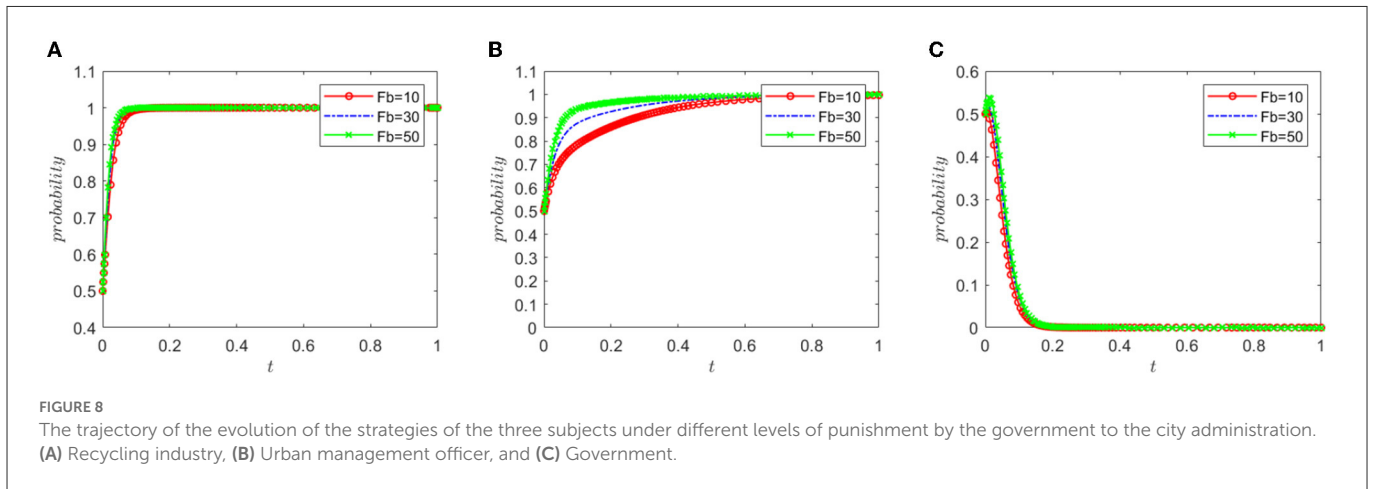 A
B
C
1.1
1
0.9
0.8
0.7
0.6
0.5
0.4
probability
0
0.2
0.4
0.6
0.8
1
t
Fb=10
Fb=30
Fb=50
1.1
1
0.9
0.8
0.7
0.6
0.5
0.4
0.3
0.2
0.1
0
probability
0
0.2
0.4
0.6
0.8
1
t
Fb=10
Fb=30
Fb=50
0.6
0.5
0.4
0.3
0.2
0.1
0
probability
0
0.2
0.4
0.6
0.8
1
t
Fb=10
Fb=30
Fb=50
FIGURE 8
The trajectory of the evolution of the strategies of the three subjects under different levels of punishment by the government to the city administration.
(A) Recycling industry, (B) Urban management officer, and (C) Government.